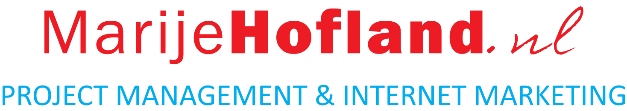 MarijeHofland.nl
PROJECT MANAGEMENT & INTERNET MARKETING